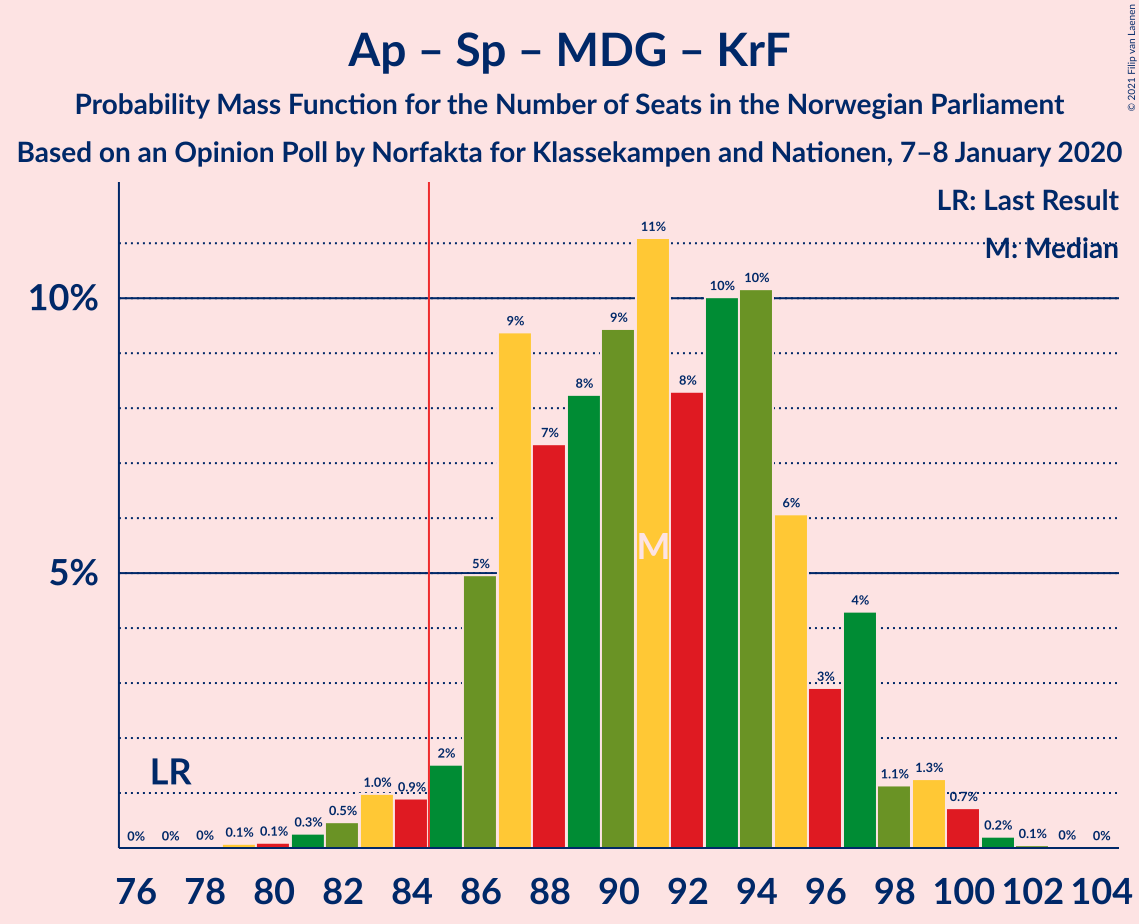 Ap – Sp – MDG – KrF
Probability Mass Function for the Number of Seats in the Norwegian Parliament
Based on an Opinion Poll by Norfakta for Klassekampen and Nationen, 7–8 January 2020
© 2021 Filip van Laenen
LR: Last Result
M: Median
10%
5%
LR
M
0% 0% 0% 0.1% 0.1% 0.3% 0.5% 1.0% 0.9% 2% 5% 9% 7% 8% 9% 11% 8% 10% 10% 6% 3% 4% 1.1% 1.3% 0.7% 0.2% 0.1% 0% 0%
76 78 80 82 84 86 88 90 92 94 96 98 100 102 104